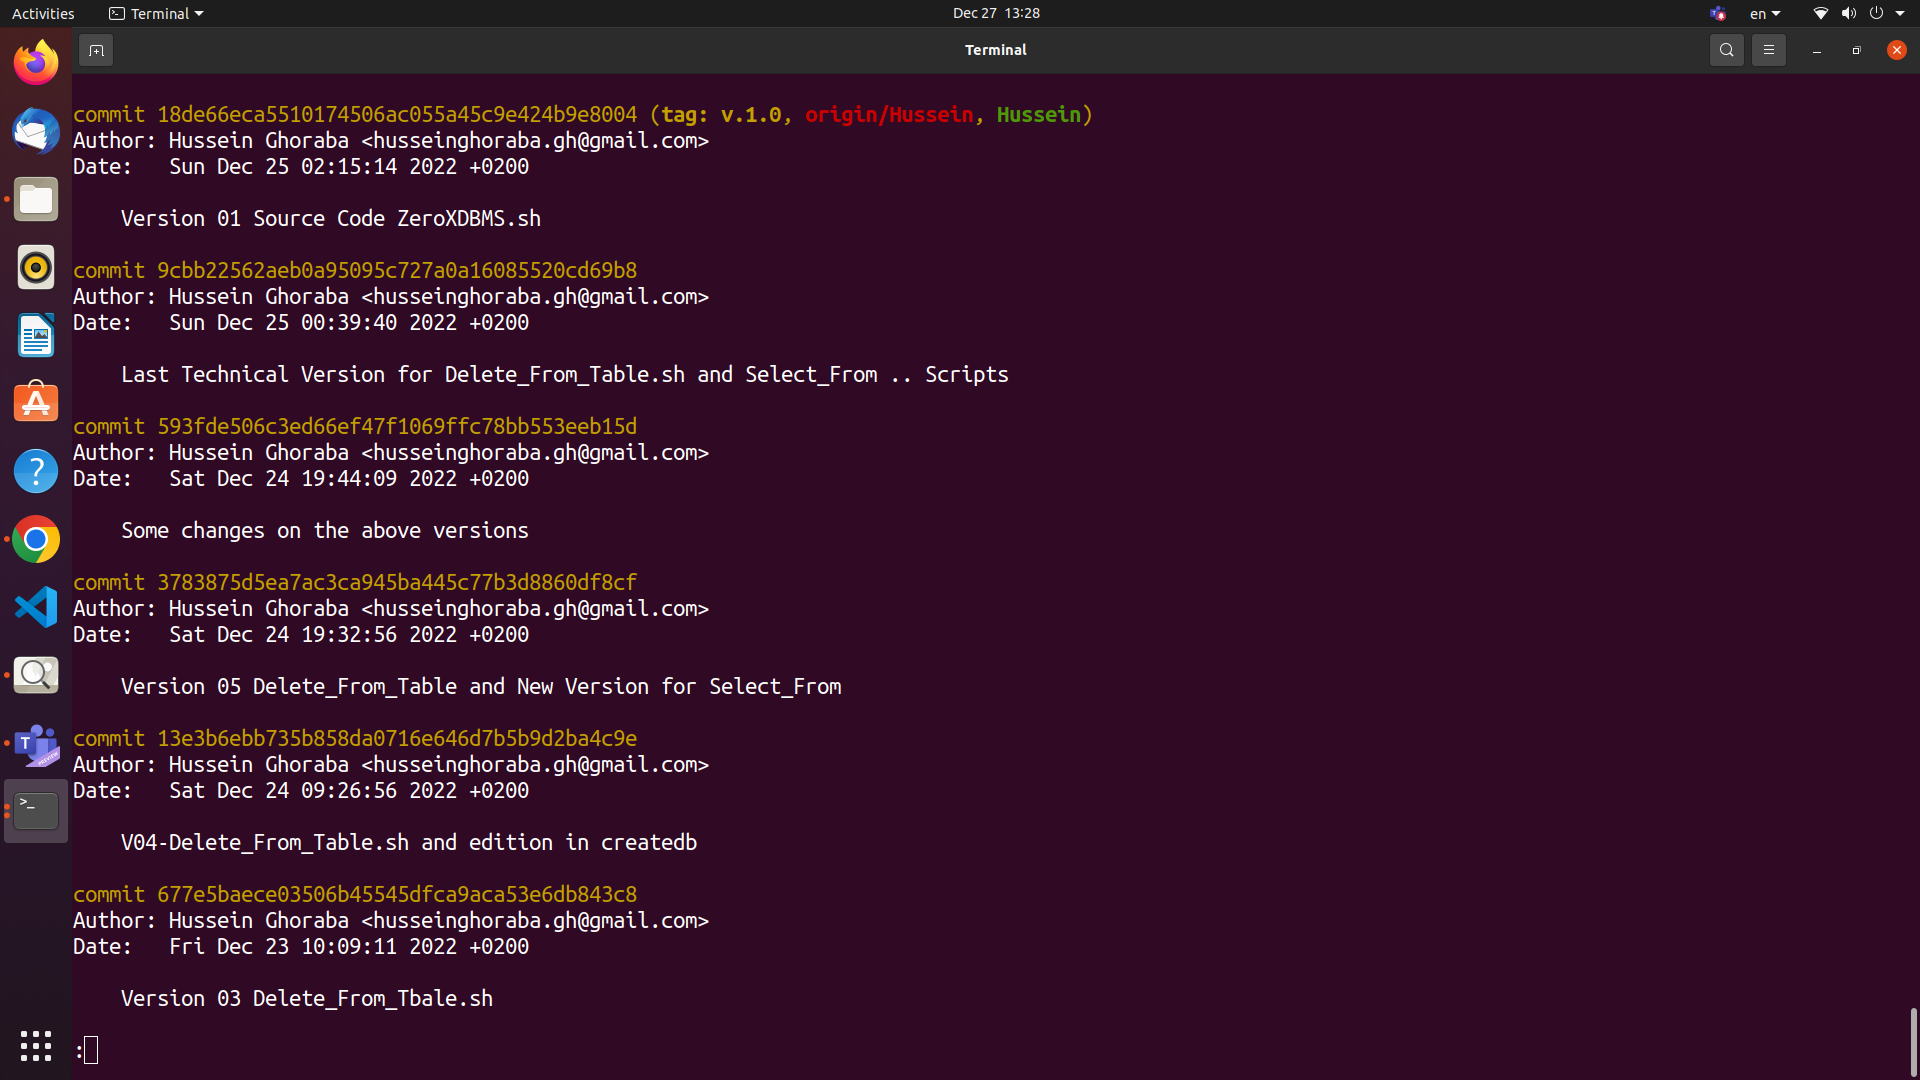 Activities
Terminal
Dec 27 13:28
en
Terminal
commit 18de66eca5510174506ac055a45c9e424b9e8004 (tag: v.1.0, origin/Hussein, Hussein)
Author: Hussein Ghoraba <husseinghoraba.gh@gmail.com>
Date:   Sun Dec 25 02:15:14 2022 +0200
    Version 01 Source Code ZeroXDBMS.sh
commit 9cbb22562aeb0a95095c727a0a16085520cd69b8
Author: Hussein Ghoraba <husseinghoraba.gh@gmail.com>
Date:   Sun Dec 25 00:39:40 2022 +0200
    Last Technical Version for Delete_From_Table.sh and Select_From .. Scripts
commit 593fde506c3ed66ef47f1069ffc78bb553eeb15d
Author: Hussein Ghoraba <husseinghoraba.gh@gmail.com>
Date:   Sat Dec 24 19:44:09 2022 +0200
    Some changes on the above versions
commit 3783875d5ea7ac3ca945ba445c77b3d8860df8cf
Author: Hussein Ghoraba <husseinghoraba.gh@gmail.com>
Date:   Sat Dec 24 19:32:56 2022 +0200
    Version 05 Delete_From_Table and New Version for Select_From
commit 13e3b6ebb735b858da0716e646d7b5b9d2ba4c9e
Author: Hussein Ghoraba <husseinghoraba.gh@gmail.com>
Date:   Sat Dec 24 09:26:56 2022 +0200
    V04-Delete_From_Table.sh and edition in createdb
commit 677e5baece03506b45545dfca9aca53e6db843c8
Author: Hussein Ghoraba <husseinghoraba.gh@gmail.com>
Date:   Fri Dec 23 10:09:11 2022 +0200
    Version 03 Delete_From_Tbale.sh
: